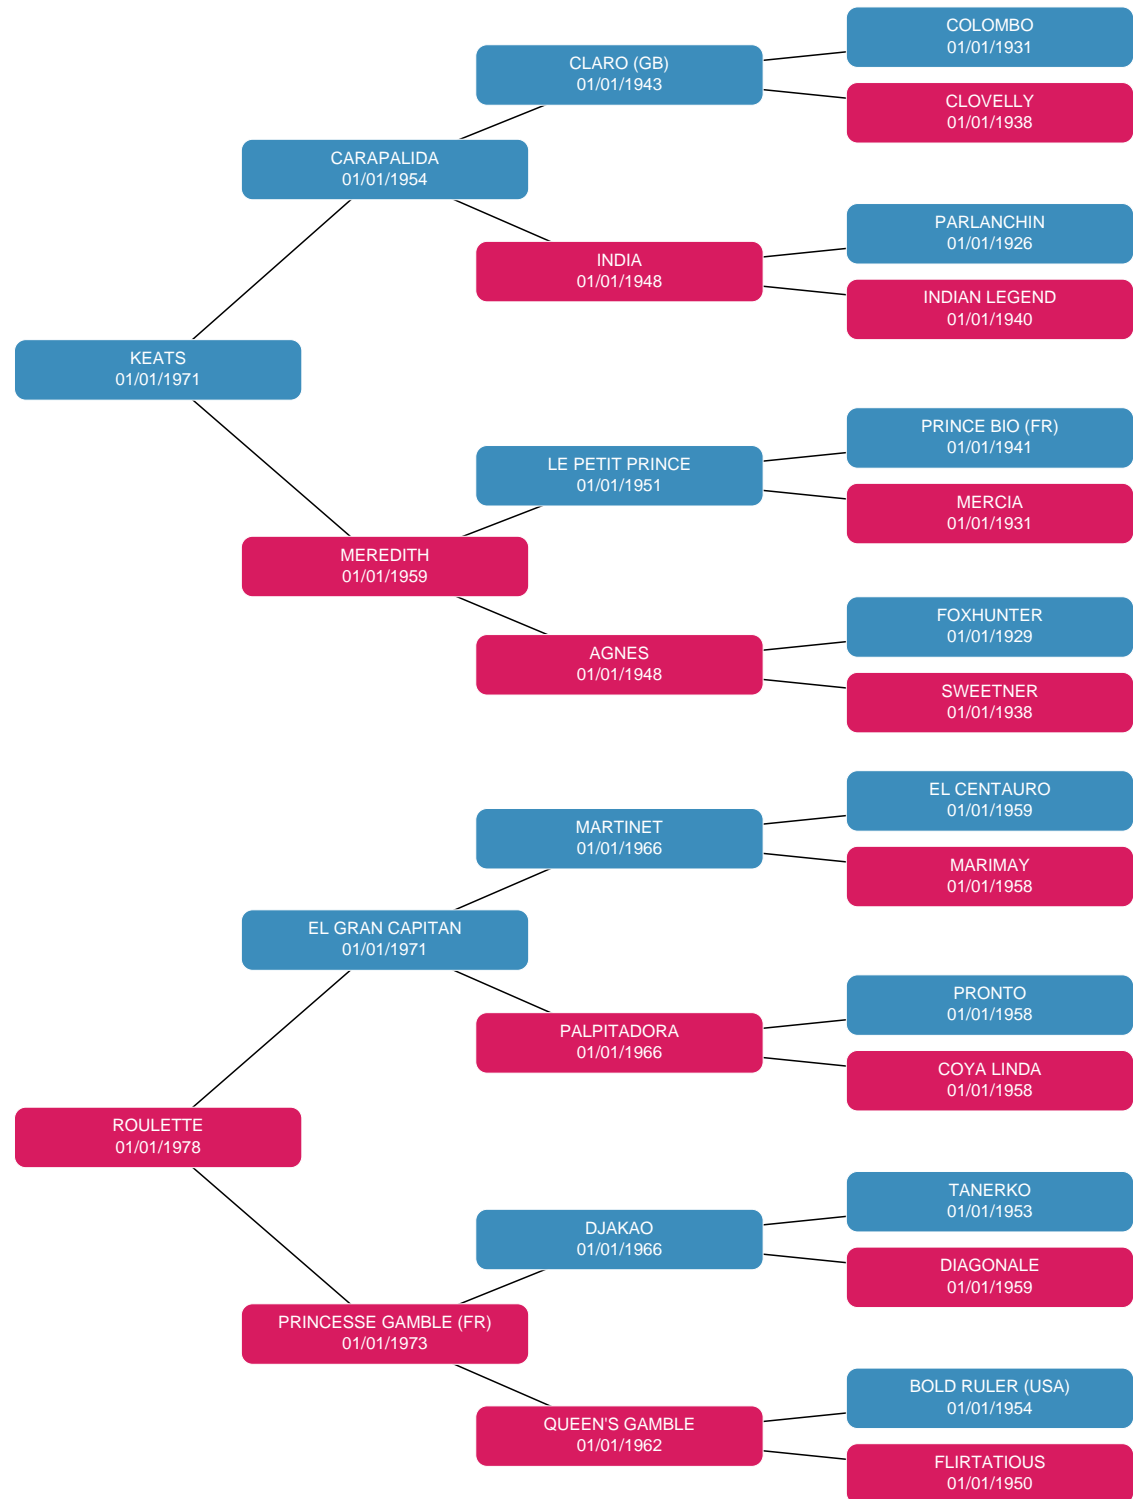 COLOMBO
01/01/1931
CLARO (GB)
01/01/1943
CLOVELLY
01/01/1938
CARAPALIDA
01/01/1954
PARLANCHIN
01/01/1926
INDIA
01/01/1948
INDIAN LEGEND
01/01/1940
KEATS
01/01/1971
PRINCE BIO (FR)
01/01/1941
LE PETIT PRINCE
01/01/1951
MERCIA
01/01/1931
MEREDITH
01/01/1959
FOXHUNTER
01/01/1929
AGNES
01/01/1948
SWEETNER
01/01/1938
EL CENTAURO
01/01/1959
MARTINET
01/01/1966
MARIMAY
01/01/1958
EL GRAN CAPITAN
01/01/1971
PRONTO
01/01/1958
PALPITADORA
01/01/1966
COYA LINDA
01/01/1958
ROULETTE
01/01/1978
TANERKO
01/01/1953
DJAKAO
01/01/1966
DIAGONALE
01/01/1959
PRINCESSE GAMBLE (FR)
01/01/1973
BOLD RULER (USA)
01/01/1954
QUEEN'S GAMBLE
01/01/1962
FLIRTATIOUS
01/01/1950